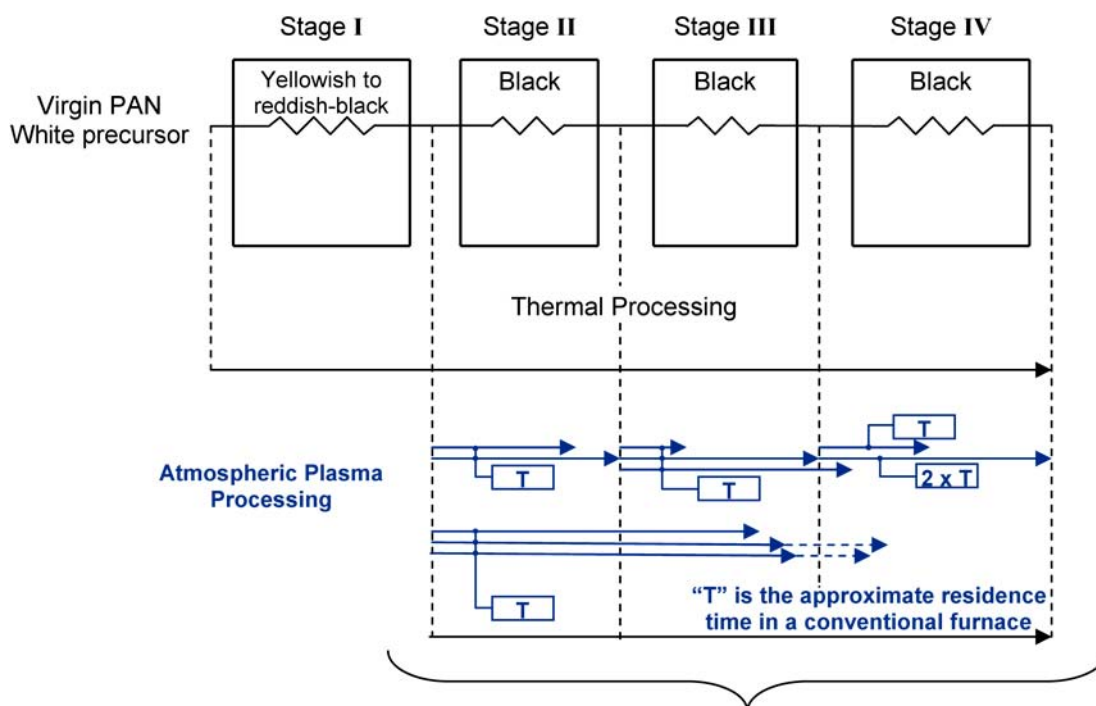 Stage I
Stage II
Stage III
Stage IV
Virgin PAN
White precursor
Yellowish to
reddish-black
Black
Black
Black
Thermal Processing
Atmospheric Plasma
Processing
T
T
T
2 x T
T
“T” is the approximate residence
time in a conventional furnace